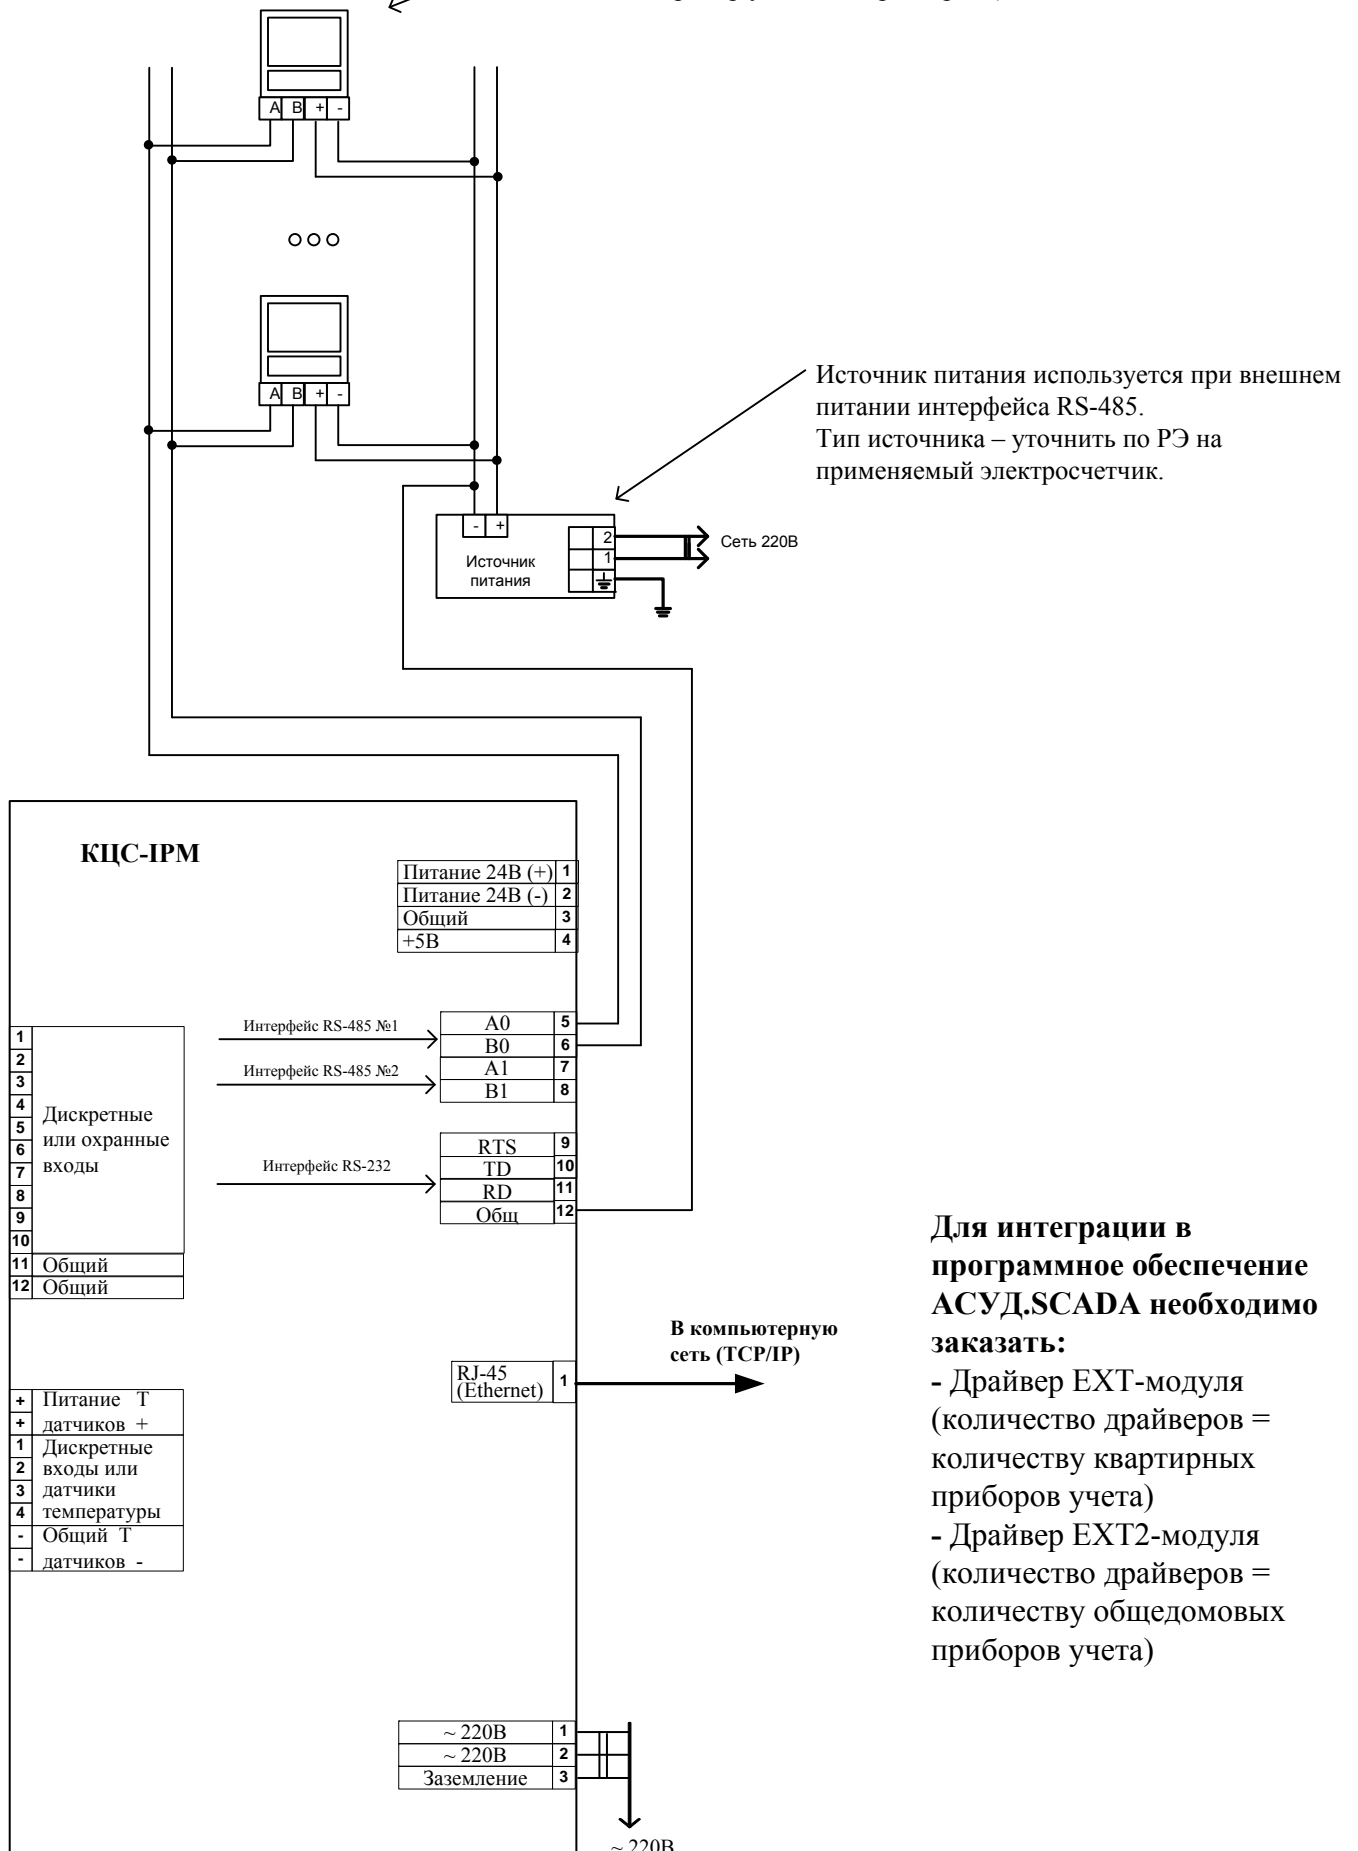 A B + -
A B + -
Источник питания используется при внешнем
питании интерфейса RS-485.
Тип источника – уточнить по РЭ на
применяемый электросчетчик.
- +
2
1
Источник
питания
Сеть 220В
КЦС-IPM
Питание 24В (+) 1
Питание 24В (-) 2
Общий 3
+5В 4
Интерфейс RS-485 №1
A0 5
B0 6
Интерфейс RS-485 №2
A1 7
B1 8
RTS 9
TD 10
Интерфейс RS-232
RD 11
Общ 12
1
2
3
4
5
6
7
8
9
10
Дискретные
или охранные
входы
11 Общий
12 Общий
В компьютерную
сеть (TCP/IP)
RJ-45
(Ethernet) 1
+ Питание Т
+ датчиков +
1 Дискретные
2 входы или
3 датчики
4 температуры
- Общий Т
- датчиков -
Для интеграции в
программное обеспечение
АСУД.SCADA необходимо
заказать:
- Драйвер EXT-модуля
(количество драйверов =
количеству квартирных
приборов учета)
- Драйвер EXT2-модуля
(количество драйверов =
количеству общедомовых
приборов учета)
~ 220В 1
~ 220В 2
Заземление 3
~ 220В